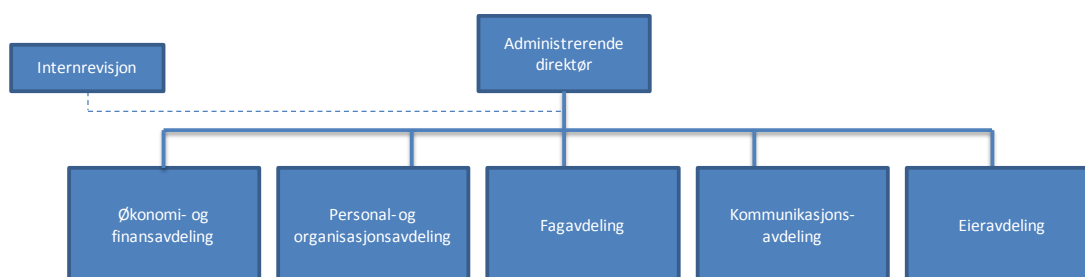 Administrerende
direktør
Internrevisjon
Økonomi- og
finansavdeling
Personal- og
organisasjonsavdeling
Fagavdeling
Kommunikasjons-
avdeling
Eieravdeling